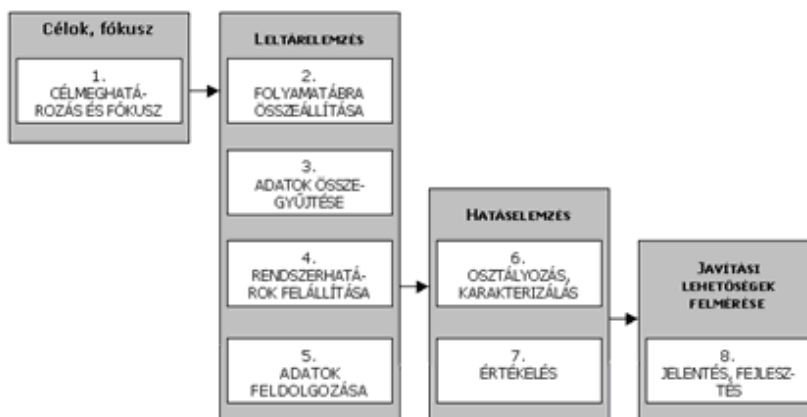 Célok, fókusz
1.
CÉLMEGHATÁ-
ROZÁS ÉS FÓKUSZ
LELTÁRELEMZÉS
2.
FOLYAMATÁBRA
ÖSSZEÁLLÍTÁSA
3.
ADATOK ÖSSZE-
GYŰJTÉSE
4.
RENDSZERHATÁ-
ROK FELÁLLÍTÁSA
5.
ADATOK
FELDOLGOZÁSA
HATÁSELEMZÉS
6.
OSZTÁLYOZÁS,
KARAKTERIZÁLÁS
7.
ÉRTÉKELÉS
JAVÍTÁSI
LEHETŐSÉGEK
FELMÉRÉSE
8.
JELENTÉS, FEJLESZ-
TÉS